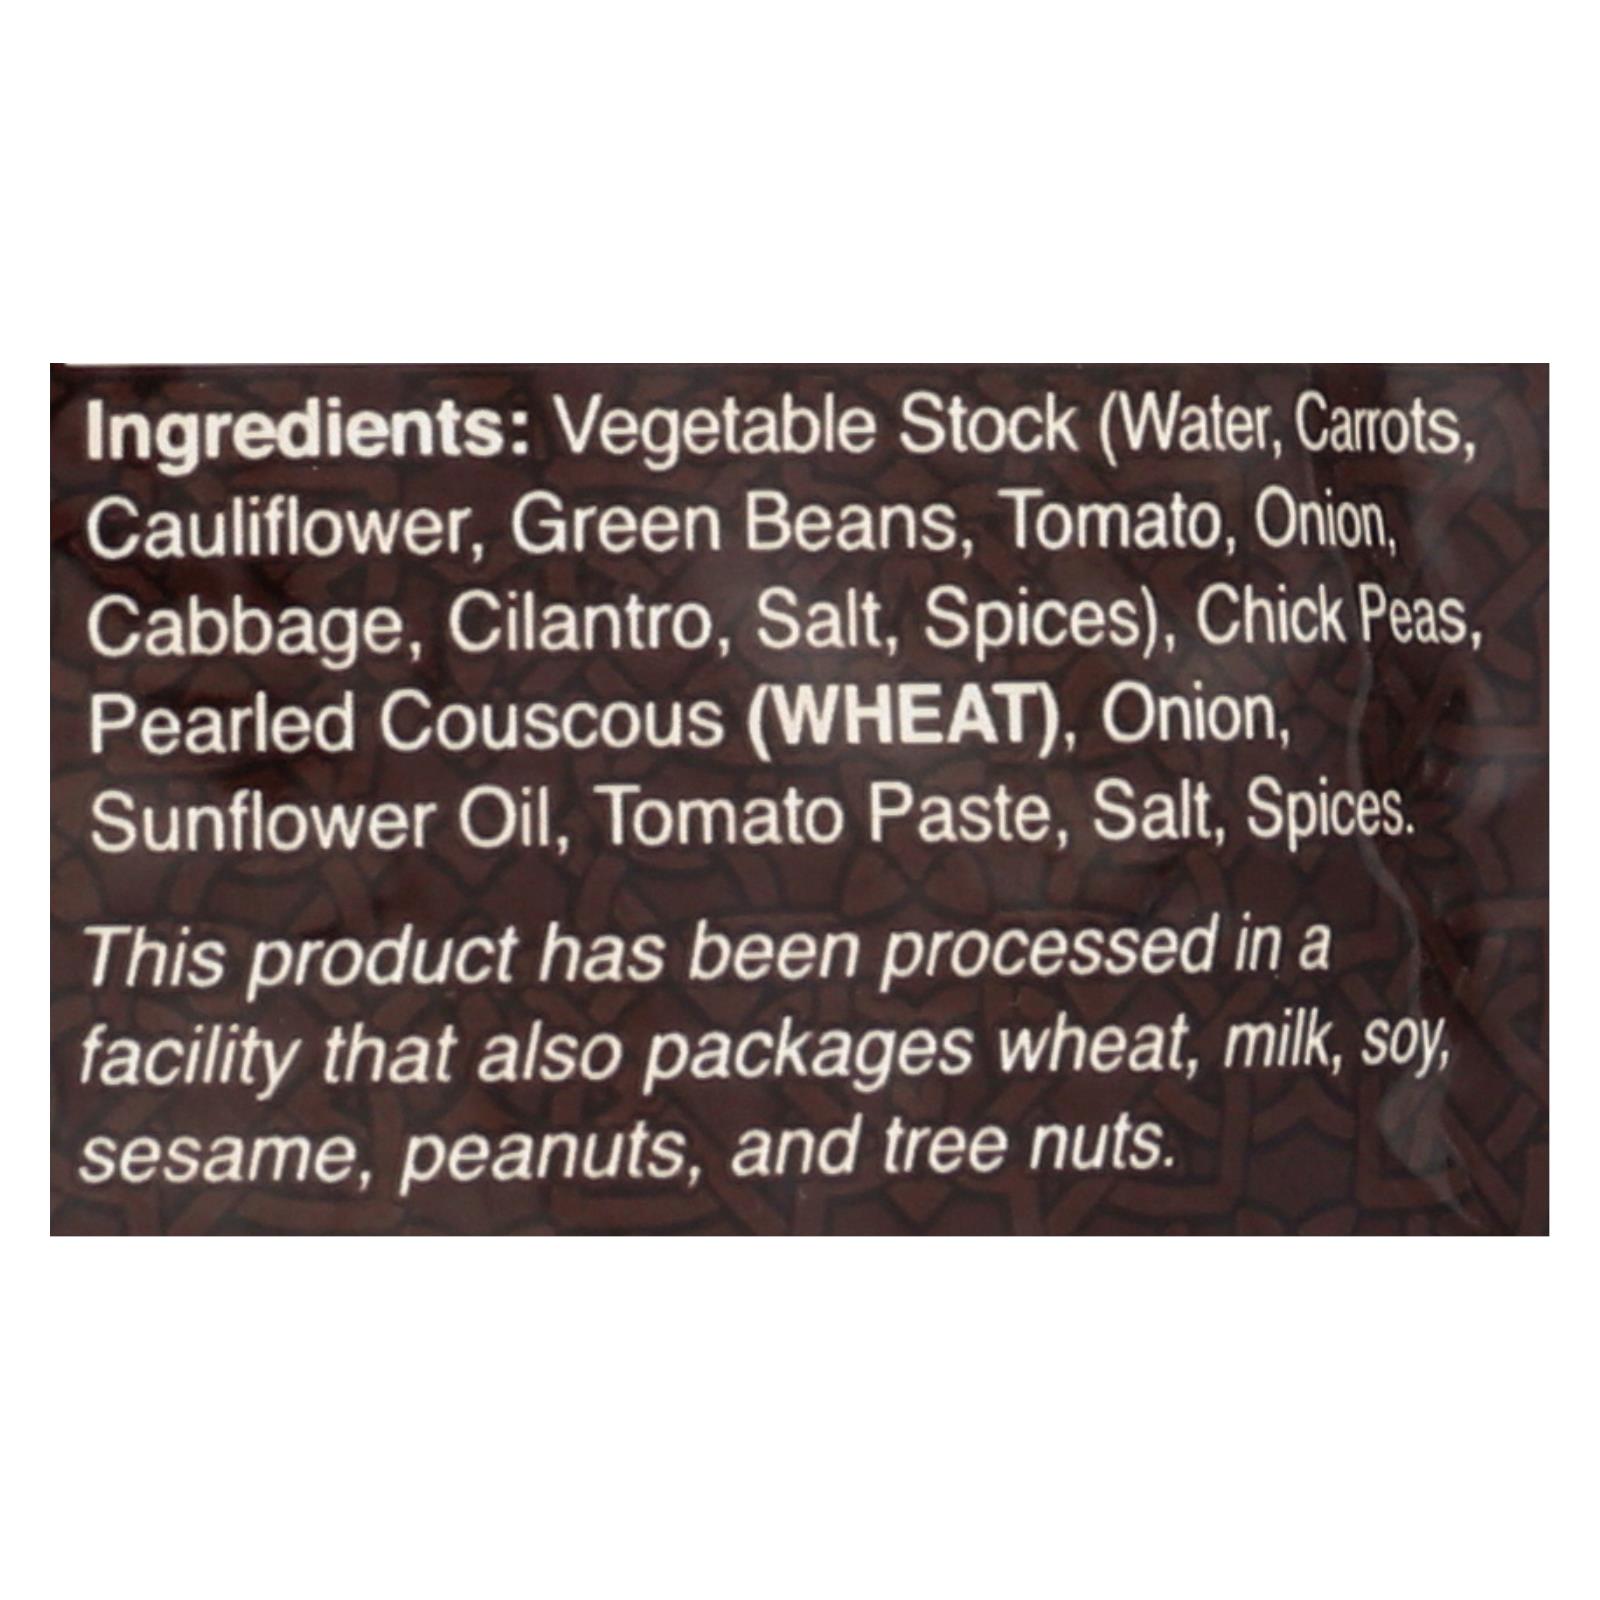 Ingredients: Vegetable Stock (Water, Carrots,
Cauliflower, Green Beans, Tomato, Onion,
Cabbage, Cilantro, Salt, Spices), Chick Peas,
Pearled Couscous (WHEAT), Onion,
Sunflower Oil, Tomato Paste, Salt, Spices.
This product has been processed in a
facility that also packages wheat, milk, soy,
sesame, peanuts, and tree nuts.